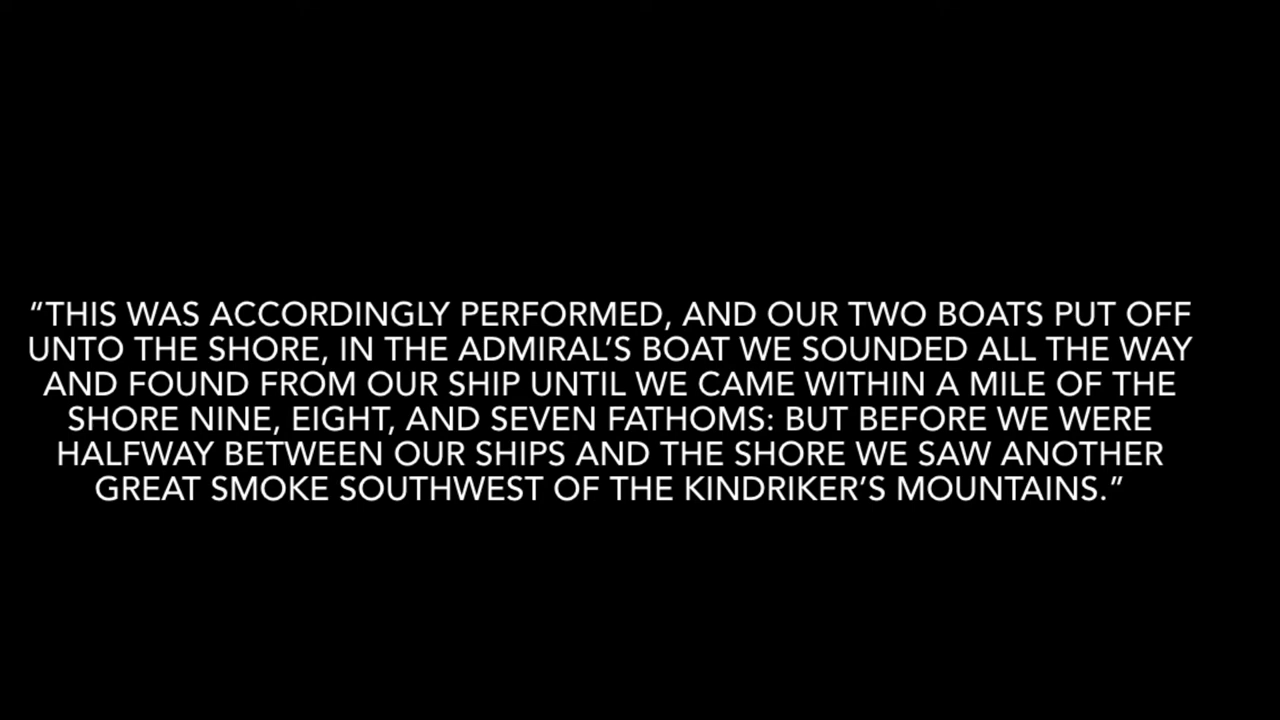 “THIS WAS ACCORDINGLY PERFORMED, AND OUR TWO BOATS PUT OFF
UNTO THE SHORE, IN THE ADMIRAL’S BOAT WE SOUNDED ALL THE WAY
AND FOUND FROM OUR SHIP UNTIL WE CAME WITHIN A MILE OF THE
SHORE NINE, EIGHT, AND SEVEN FATHOMS: BUT BEFORE WE WERE
HALFWAY BETWEEN OUR SHIPS AND THE SHORE WE SAW ANOTHER
GREAT SMOKE SOUTHWEST OF THE KINDRIKER’S MOUNTAINS.”